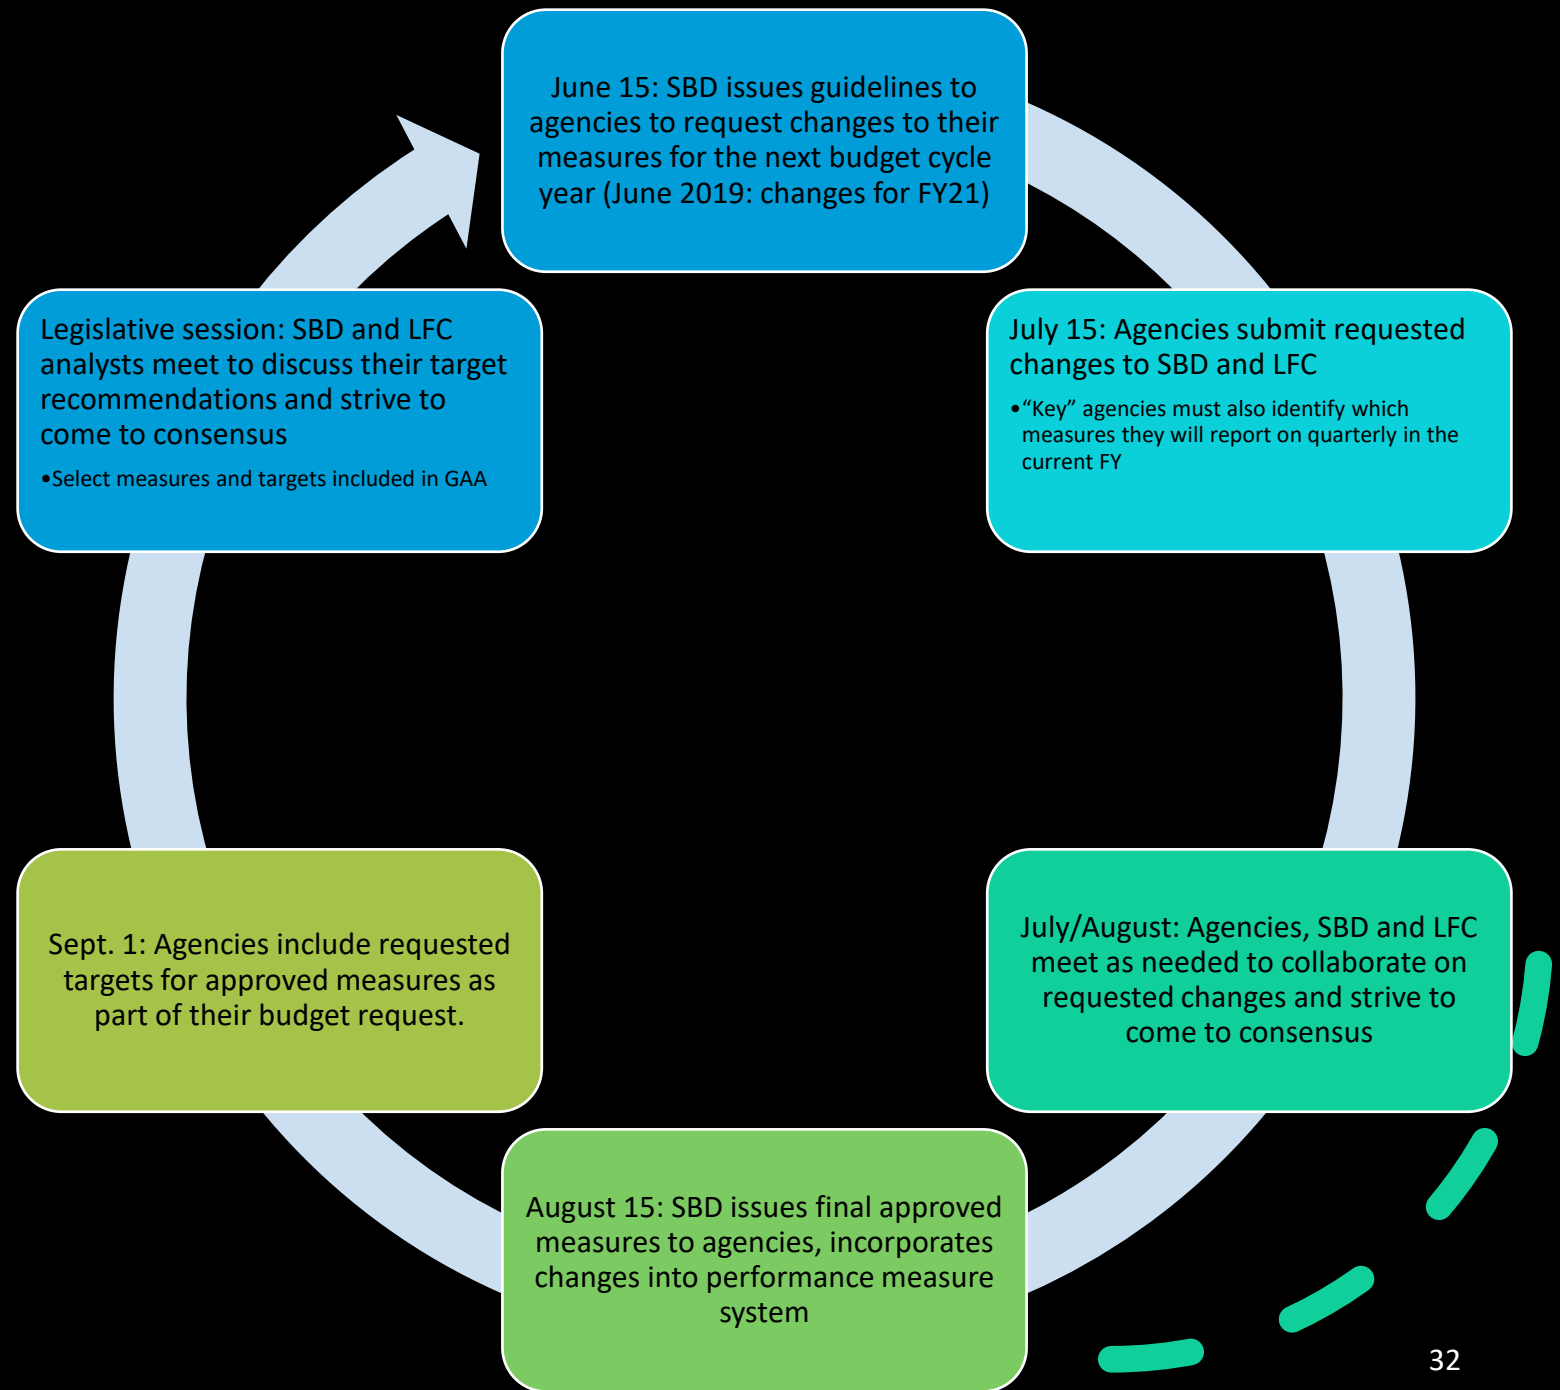 June 15: SBD issues guidelines to
agencies to request changes to their
measures for the next budget cycle
year (June 2019: changes for FY21)
July 15: Agencies submit requested
changes to SBD and LFC
•“Key” agencies must also identify which
measures they will report on quarterly in the
current FY
July/August: Agencies, SBD and LFC
meet as needed to collaborate on
requested changes and strive to
come to consensus
August 15: SBD issues final approved
measures to agencies, incorporates
changes into performance measure
system
Sept. 1: Agencies include requested
targets for approved measures as
part of their budget request.
Legislative session: SBD and LFC
analysts meet to discuss their target
recommendations and strive to
come to consensus
•Select measures and targets included in GAA
32